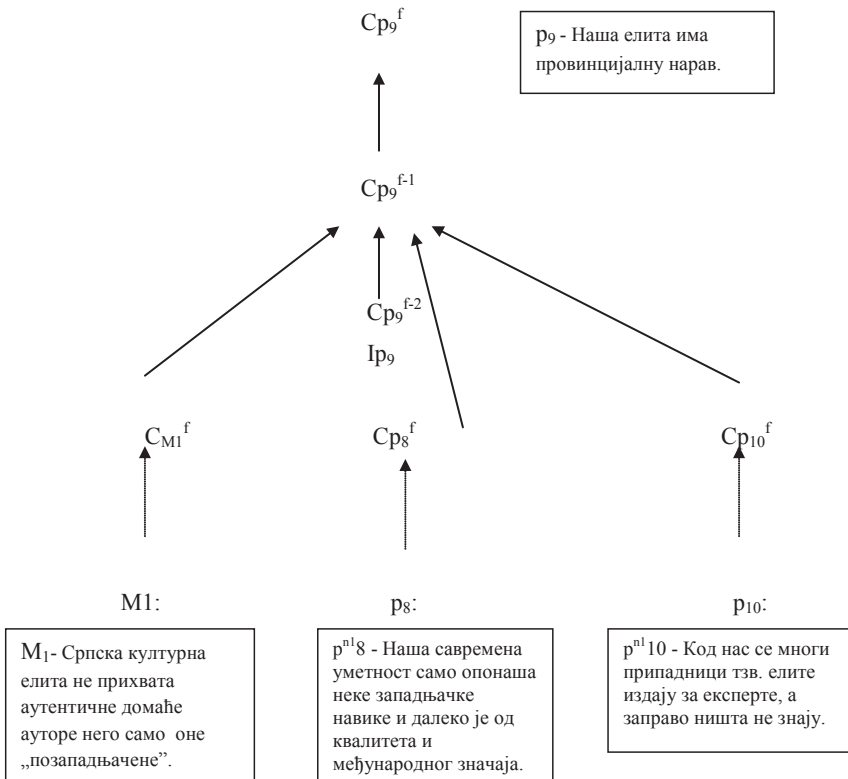 Cp₉ᶠ
p₉ - Наша елита има
провинцијалну нарав.
Cp₉ᶠ⁻¹
Cp₉ᶠ⁻²
Ip₉
C_M1ᶠ
Cp₈ᶠ
Cp₁₀ᶠ
M1:
p₈:
p₁₀:
M₁- Српска културна
елита не прихвата
аутентичне домаће
ауторе него само оне
„позападњачене”.
pⁿ¹8 - Наша савремена
уметност само опонаша
неке западњачке
навике и далеко је од
квалитета и
међународног значаја.
pⁿ¹10 - Код нас се многи
припадници тзв. елите
издају за експерте, а
заправо ништа не знају.